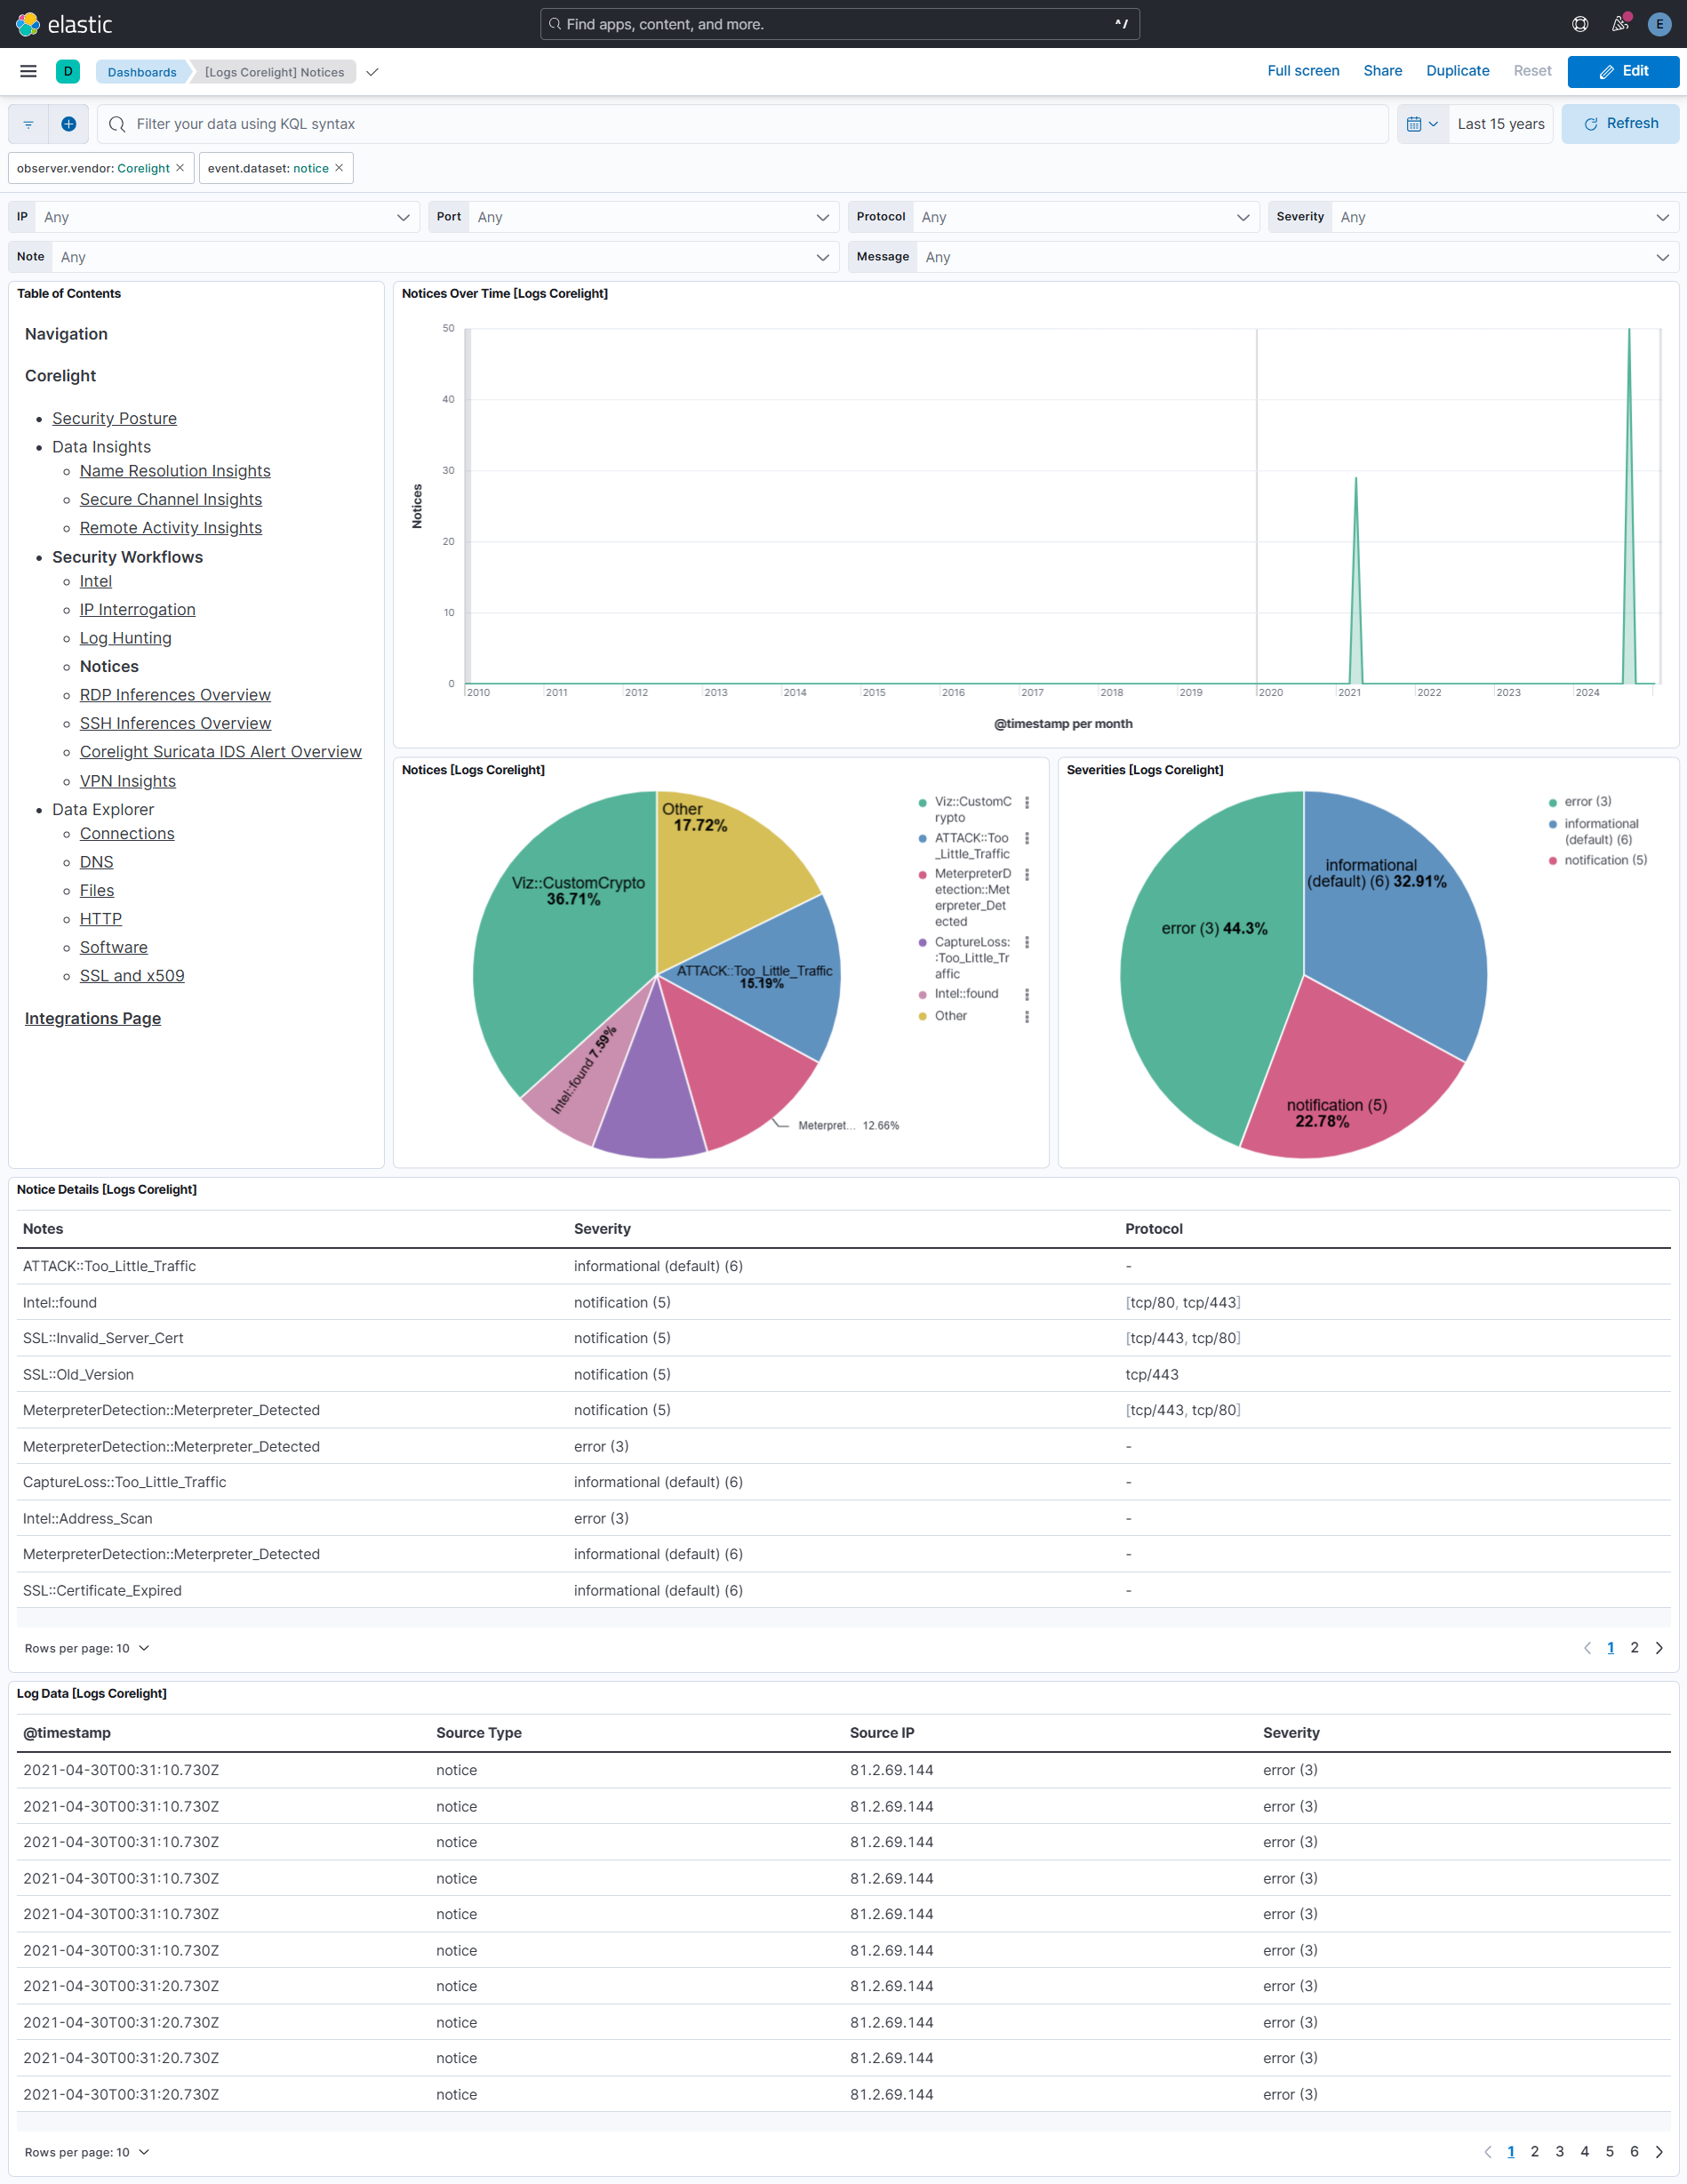 elastic
Find apps, content, and more.
^/
E
D
Dashboards
[Logs Corelight] Notices
Full screen
Share
Duplicate
Reset
Edit
Filter your data using KQL syntax
Last 15 years
Refresh
observer.vendor: Corelight ×
event.dataset: notice ×
IP Any
Port Any
Protocol Any
Severity Any
Note Any
Message Any
Table of Contents
Navigation
Corelight
Security Posture
Data Insights
Name Resolution Insights
Secure Channel Insights
Remote Activity Insights
Security Workflows
Intel
IP Interrogation
Log Hunting
Notices
RDP Inferences Overview
SSH Inferences Overview
Corelight Suricata IDS Alert Overview
VPN Insights
Data Explorer
Connections
DNS
Files
HTTP
Software
SSL and x509
Integrations Page
Notices Over Time [Logs Corelight]
Notices
50
40
30
20
10
0
2010 2011 2012 2013 2014 2015 2016 2017 2018 2019 2020 2021 2022 2023 2024
@timestamp per month
Notices [Logs Corelight]
Other
17.72%
Viz::CustomCrypto
36.71%
ATTACK::Too_Little_Traffic
15.19%
Intel::found 7.59%
Meterpret... 12.66%
Viz::CustomC
rypto
ATTACK::Too
_Little_Traffic
MeterpreterD
etection::Met
erpreter_Det
ected
CaptureLoss:
:Too_Little_Tr
affic
Intel::found
Other
Severities [Logs Corelight]
informational
(default) (6) 32.91%
error (3) 44.3%
notification (5)
22.78%
error (3)
informational
(default) (6)
notification (5)
Notice Details [Logs Corelight]
Notes Severity Protocol
ATTACK::Too_Little_Traffic informational (default) (6) -
Intel::found notification (5) [tcp/80, tcp/443]
SSL::Invalid_Server_Cert notification (5) [tcp/443, tcp/80]
SSL::Old_Version notification (5) tcp/443
MeterpreterDetection::Meterpreter_Detected notification (5) [tcp/443, tcp/80]
MeterpreterDetection::Meterpreter_Detected error (3) -
CaptureLoss::Too_Little_Traffic informational (default) (6) -
Intel::Address_Scan error (3) -
MeterpreterDetection::Meterpreter_Detected informational (default) (6) -
SSL::Certificate_Expired informational (default) (6) -
Rows per page: 10
1 2
Log Data [Logs Corelight]
@timestamp Source Type Source IP Severity
2021-04-30T00:31:10.730Z notice 81.2.69.144 error (3)
2021-04-30T00:31:10.730Z notice 81.2.69.144 error (3)
2021-04-30T00:31:10.730Z notice 81.2.69.144 error (3)
2021-04-30T00:31:10.730Z notice 81.2.69.144 error (3)
2021-04-30T00:31:10.730Z notice 81.2.69.144 error (3)
2021-04-30T00:31:10.730Z notice 81.2.69.144 error (3)
2021-04-30T00:31:20.730Z notice 81.2.69.144 error (3)
2021-04-30T00:31:20.730Z notice 81.2.69.144 error (3)
2021-04-30T00:31:20.730Z notice 81.2.69.144 error (3)
2021-04-30T00:31:20.730Z notice 81.2.69.144 error (3)
Rows per page: 10
1 2 3 4 5 6